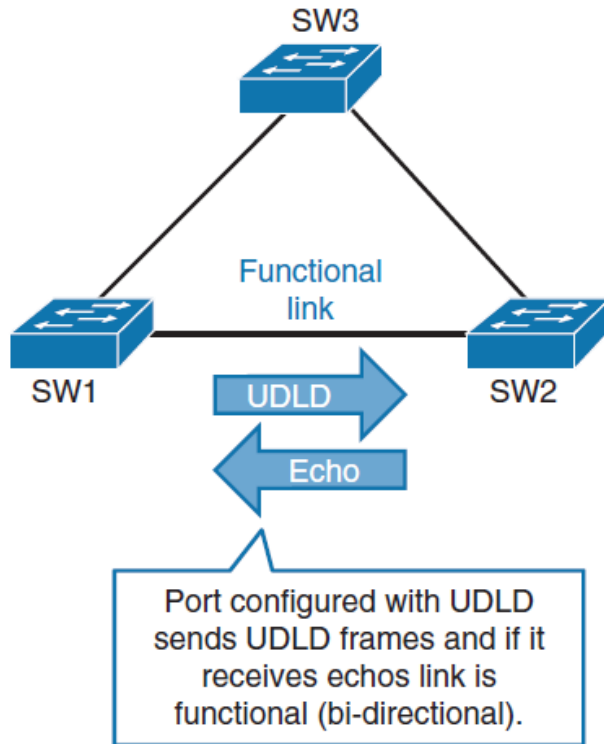 SW3
Functional
link
SW1
SW2
UDLD
Echo
Port configured with UDLD
sends UDLD frames and if it
receives echos link is
functional (bi-directional).